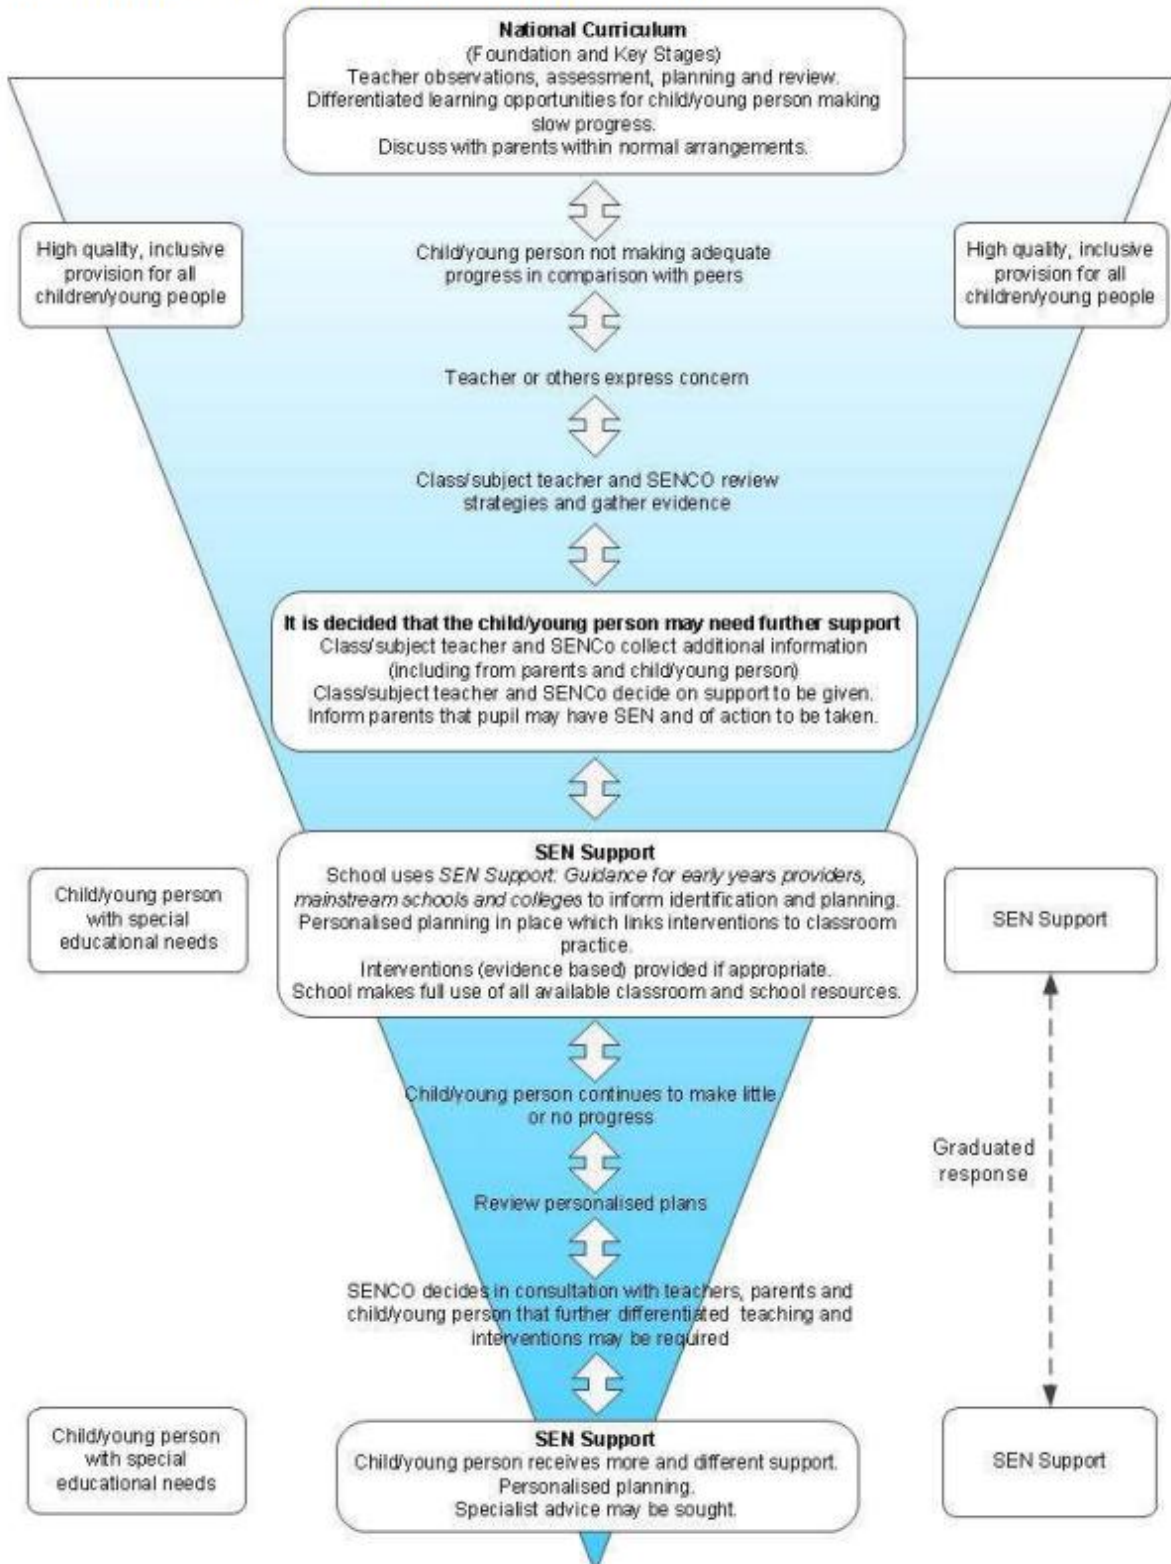 National Curriculum
(Foundation and Key Stages)
Teacher observations, assessment, planning and review.
Differentiated learning opportunities for child/young person making
slow progress.
Discuss with parents within normal arrangements.
High quality, inclusive
provision for all
children/young people
High quality, inclusive
provision for all
children/young people
Child/young person not making adequate
progress in comparison with peers
Teacher or others express concern
Class/subject teacher and SENCO review
strategies and gather evidence
It is decided that the child/young person may need further support
Class/subject teacher and SENCo collect additional information
(including from parents and child/young person)
Class/subject teacher and SENCo decide on support to be given.
Inform parents that pupil may have SEN and of action to be taken.
Child/young person
with special
educational needs
SEN Support
School uses SEN Support: Guidance for early years providers,
mainstream schools and colleges to inform identification and planning.
Personalised planning in place which links interventions to classroom
practice.
Interventions (evidence based) provided if appropriate.
School makes full use of all available classroom and school resources.
SEN Support
Child/young person continues to make little
or no progress
Graduated
response
Review personalised plans
SENCO decides in consultation with teachers, parents and
child/young person that further differentiated teaching and
interventions may be required
Child/young person
with special
educational needs
SEN Support
Child/young person receives more and different support.
Personalised planning.
Specialist advice may be sought.
SEN Support